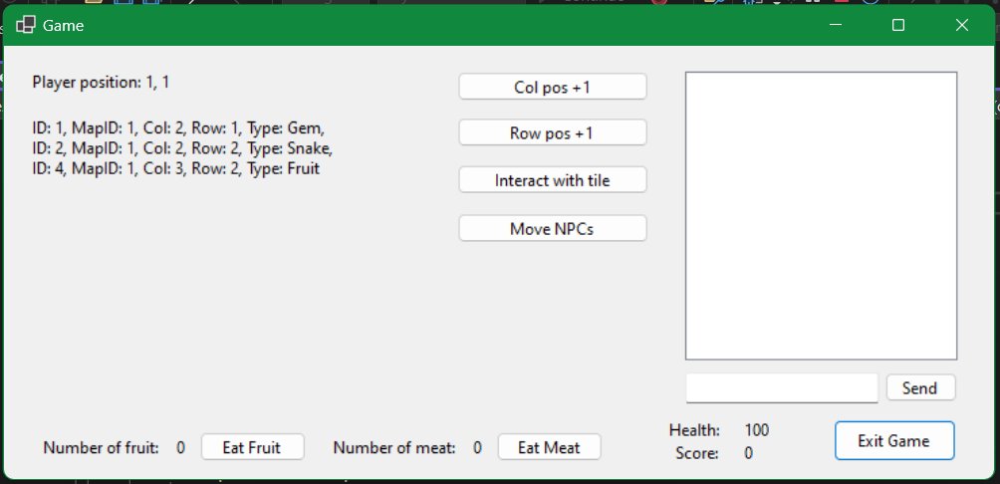 Game
Player position: 1, 1
ID: 1, MapID: 1, Col: 2, Row: 1, Type: Gem,
ID: 2, MapID: 1, Col: 2, Row: 2, Type: Snake,
ID: 4, MapID: 1, Col: 3, Row: 2, Type: Fruit
Col pos +1
Row pos +1
Interact with tile
Move NPCs
Send
Number of fruit: 0 Eat Fruit
Number of meat: 0 Eat Meat
Health: 100
Score: 0
Exit Game